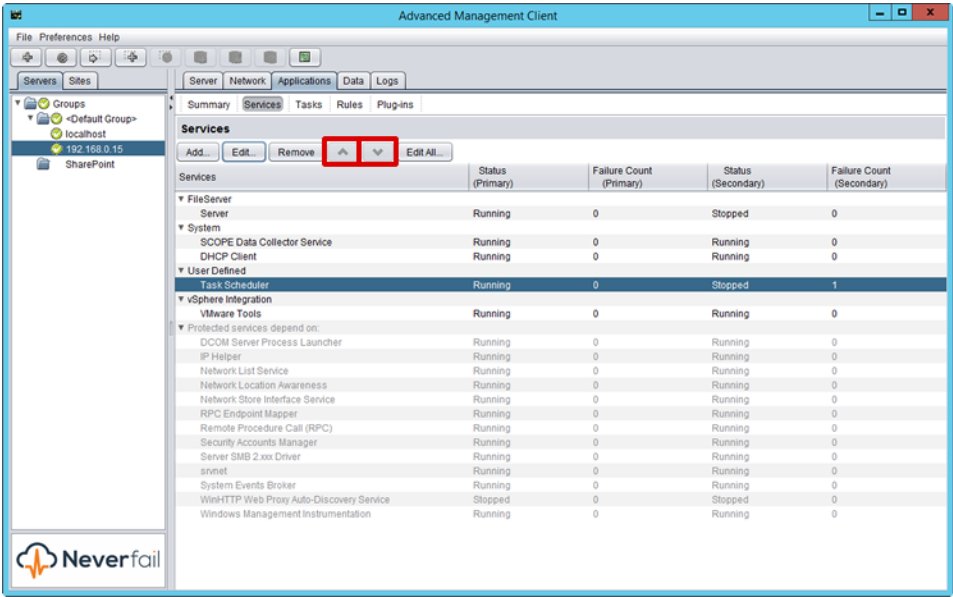 Advanced Management Client
File Preferences Help
Servers Sites
Groups
<Default Group>
localhost
192.168.0.15
SharePoint
Neverfail
Server Network Applications Data Logs
Summary Services Tasks Rules Plug-ins
Services
Add... Edit... Remove Edit All...
Services Status (Primary) Failure Count (Primary) Status (Secondary) Failure Count (Secondary)
FileServer
Server Running 0 Stopped 0
System
SCOPE Data Collector Service Running 0 Running 0
DHCP Client Running 0 Running 0
User Defined
Task Scheduler Running 0 Stopped 1
vSphere Integration
VMware Tools Running 0 Running 0
Protected services depend on:
DCOM Server Process Launcher Running 0 Running 0
IP Helper Running 0 Running 0
Network List Service Running 0 Running 0
Network Location Awareness Running 0 Running 0
Network Store Interface Service Running 0 Running 0
RPC Endpoint Mapper Running 0 Running 0
Remote Procedure Call (RPC) Running 0 Running 0
Security Accounts Manager Running 0 Running 0
Server SMB 2.xxx Driver Running 0 Running 0
srvnet Running 0 Running 0
System Events Broker Running 0 Running 0
WinHTTP Web Proxy Auto-Discovery Service Stopped 0 Stopped 0
Windows Management Instrumentation Running 0 Running 0